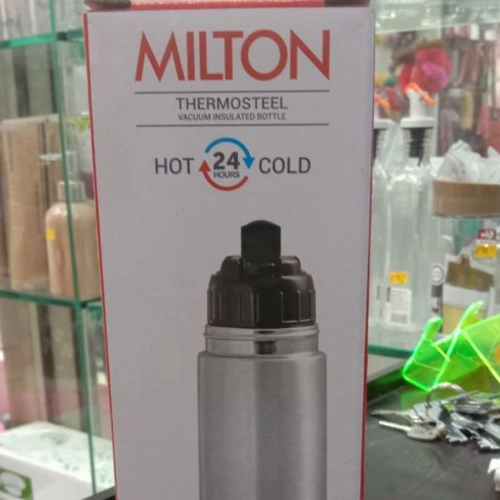 MILTON
THERMOSTEEL
VACUUM INSULATED BOTTLE
HOT 24 HOURS COLD